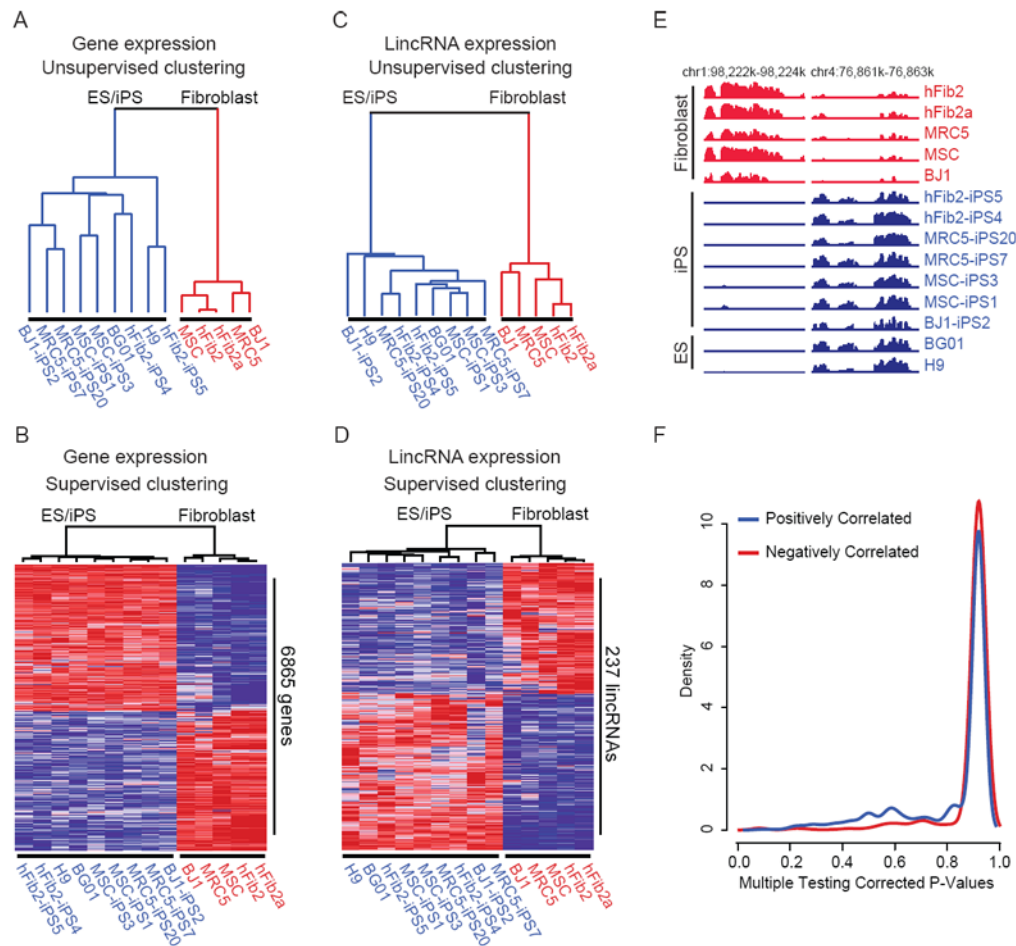 A
Gene expression
Unsupervised clustering
ES/iPS
Fibroblast
BJ1-iPS2
MRC5-iPS7
MRC5-iPS20
MSC-iPS3
BG01
hFib2-iPS4
H9
hFib2-iPS5
MSC
hFib2
hFib2a
MRC5
BJ1
C
LincRNA expression
Unsupervised clustering
ES/iPS
Fibroblast
BJ1-iPS2
H9
MRC5-iPS20
hFib2-iPS4
hFib2-iPS5
BG01
MSC-iPS1
MSC-iPS3
MRC5-iPS7
BJ1
MRC5
MSC
hFib2
hFib2a
E
chr1:98,222k-98,224k
chr4:76,861k-76,863k
Fibroblast
iPS
ES
hFib2
hFib2a
MRC5
MSC
BJ1
hFib2-iPS5
hFib2-iPS4
MRC5-iPS20
MRC5-iPS7
MSC-iPS3
MSC-iPS1
BJ1-iPS2
BG01
H9
B
Gene expression
Supervised clustering
ES/iPS
Fibroblast
6865 genes
hFib2-iPS5
hFib2-iPS4
H9
BG01
MSC-iPS3
MSC-iPS1
MRC5-iPS20
MRC5-iPS7
BJ1-iPS2
BJ1
MRC5
MSC
hFib2
hFib2a
D
LincRNA expression
Supervised clustering
ES/iPS
Fibroblast
237 lincRNAs
H9
BG01
hFib2-iPS5
MSC-iPS1
MSC-iPS3
MRC5-iPS20
hFib2-iPS4
BJ1-iPS2
MRC5-iPS7
BJ1
MRC5
MSC
hFib2
hFib2a
F
Positively Correlated
Negatively Correlated
Density
10
8
6
4
2
0
0.0 0.2 0.4 0.6 0.8 1.0
Multiple Testing Corrected P-Values